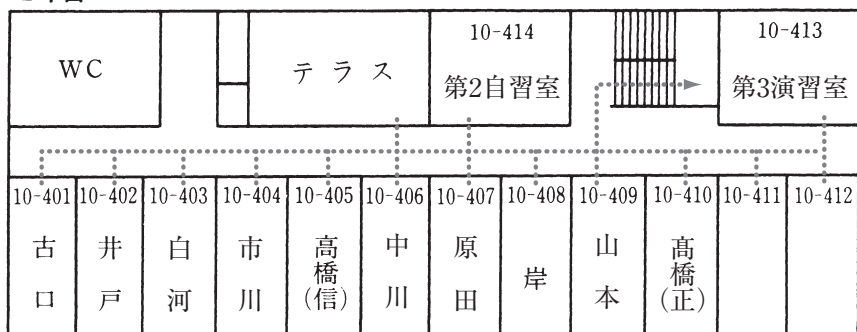 10-414
10-413
WC
テラス
第2自習室
第3演習室
10-401
10-402
10-403
10-404
10-405
10-406
10-407
10-408
10-409
10-410
10-411
10-412
古口
井戸
白河
市川
高橋(信)
中川
原田
岸
山本
髙橋(正)